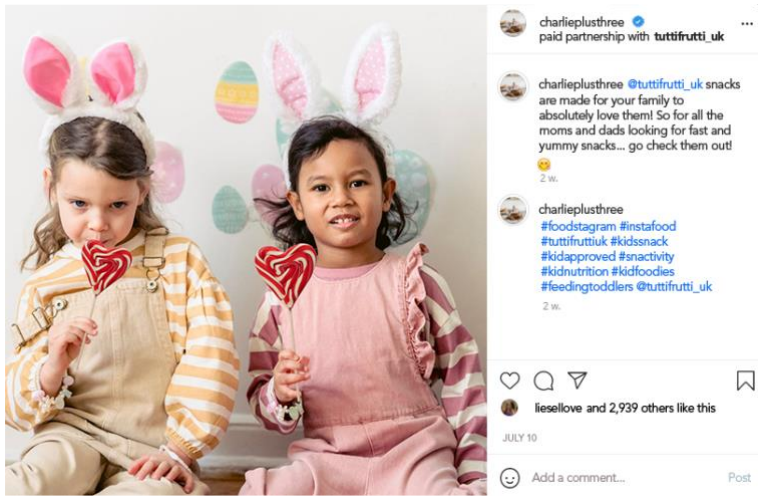 charlieplusthree
paid partnership with tuttifrutti_uk
charlieplusthree @tuttifrutti_uk snacks
are made for your family to
absolutely love them! So for all the
moms and dads looking for fast and
yummy snacks... go check them out!
2 w.
charlieplusthree
#foodstagram #instafood
#tuttifruttiuk #kidssnack
#kidapproved #snactivity
#kidnutrition #kidfoodies
#feedingtoddlers @tuttifrutti_uk
2 w.
liesellove and 2,939 others like this
JULY 10
Add a comment...
Post